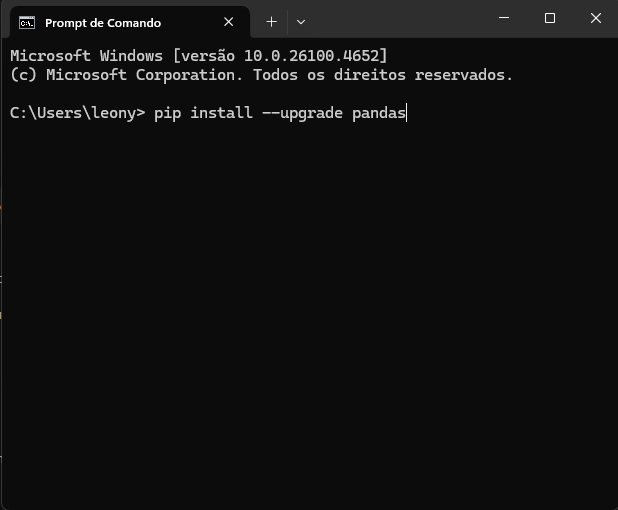 Prompt de Comando
Microsoft Windows [versão 10.0.26100.4652]
(c) Microsoft Corporation. Todos os direitos reservados.
C:\Users\leony> pip install --upgrade pandas